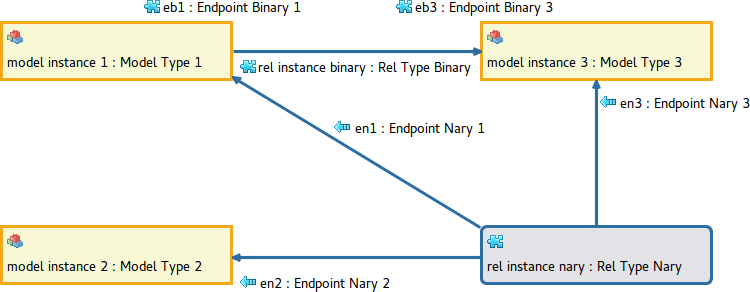 eb1 : Endpoint Binary 1
eb3 : Endpoint Binary 3
model instance 1 : Model Type 1
rel instance binary : Rel Type Binary
model instance 3 : Model Type 3
en3 : Endpoint Nary 3
en1 : Endpoint Nary 1
model instance 2 : Model Type 2
rel instance nary : Rel Type Nary
en2 : Endpoint Nary 2